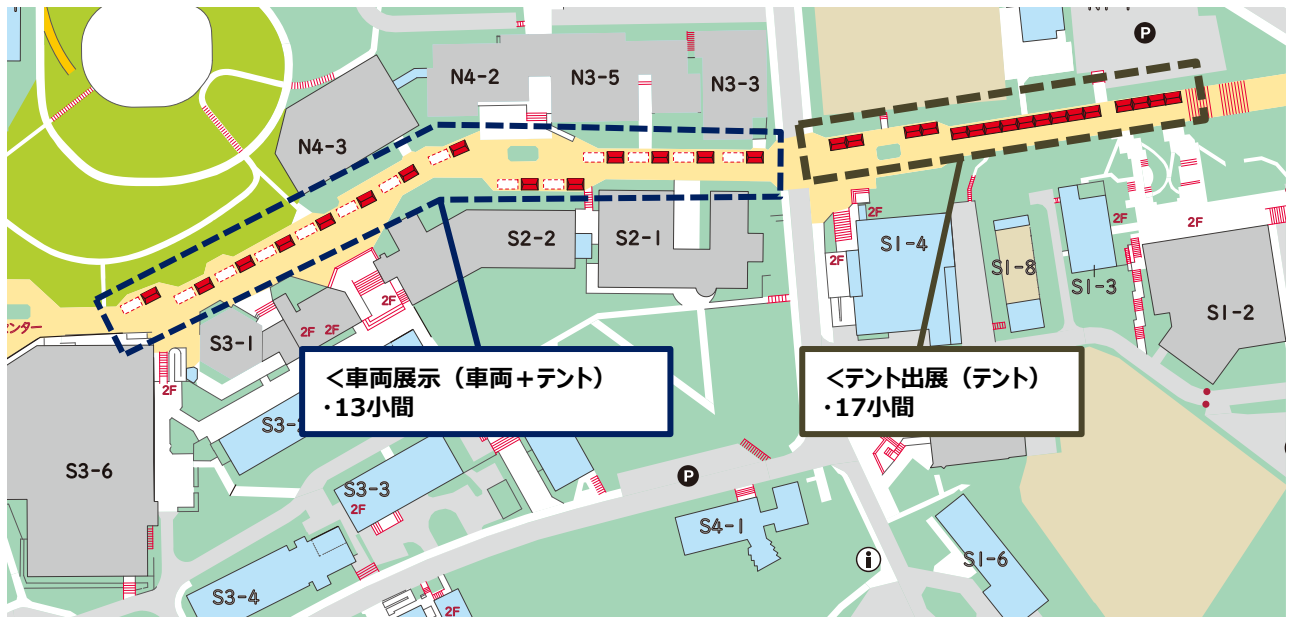 P
N4-2
N3-5
N3-3
N4-3
S2-2
S2-1
2F
S1-4
2F
S1-8
2F
S1-3
2F
S1-2
2F
センター
S3-1
2F 2F
2F
<車両展示（車両＋テント）
・13小間
<テント出展（テント）
・17小間
S3-6
S3-3
2F
P
S4-1
i
S1-6
S3-4
2F